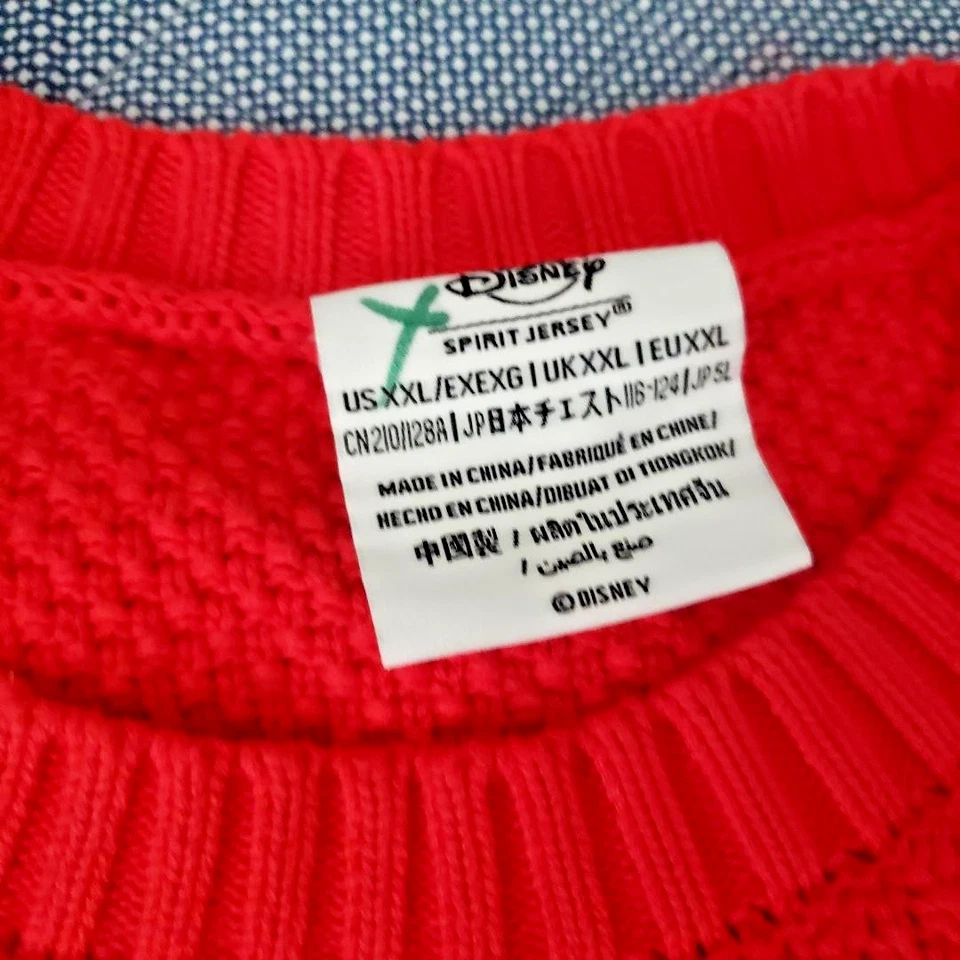 DISNEY
SPIRIT JERSEY®
US XXL/EXEXG | UK XXL | EU XXL
CN 210/128A | JP日本チェスト116-124/JP 5L
MADE IN CHINA/FABRIQUÉ EN CHINE/
HECHO EN CHINA/DIBUAT DI TIONGKOK/
中國製 / ผลิตในประเทศจีน
/ صنع بالصين
©DISNEY